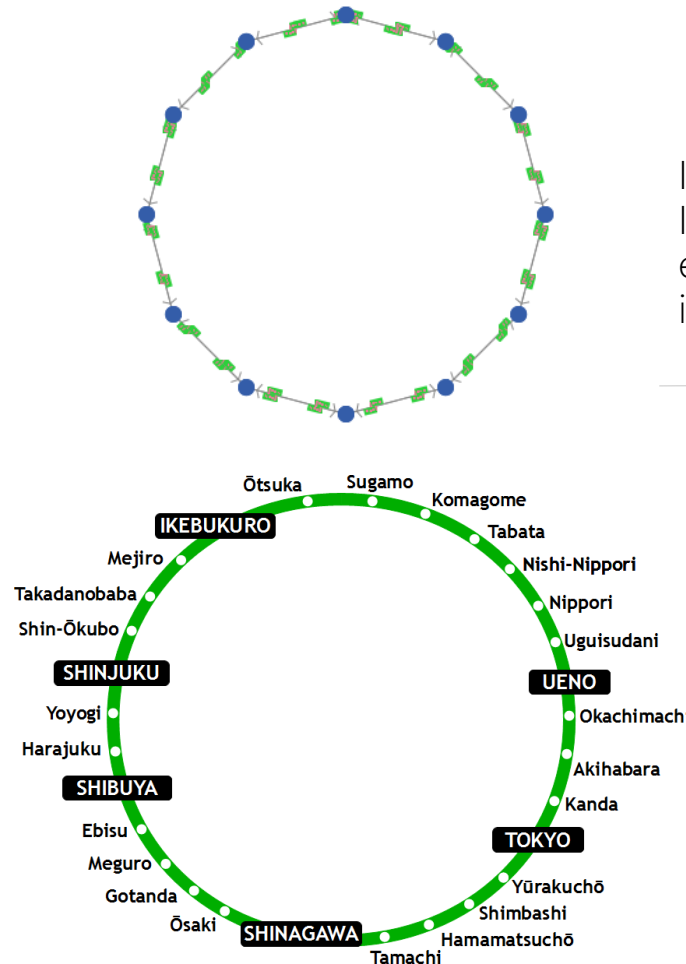 Ōtsuka
Sugamo
Komagome
IKEBUKURO
Tabata
Mejiro
Nishi-Nippori
Takadanobaba
Nippori
Shin-Ōkubo
Uguisudani
SHINJUKU
UENO
Yoyogi
Okachimach
Harajuku
Akihabara
SHIBUYA
Kanda
Ebisu
TOKYO
Meguro
Yūrakuchō
Gotanda
Shimbashi
Ōsaki
SHINAGAWA
Hamamatsuchō
Tamachi